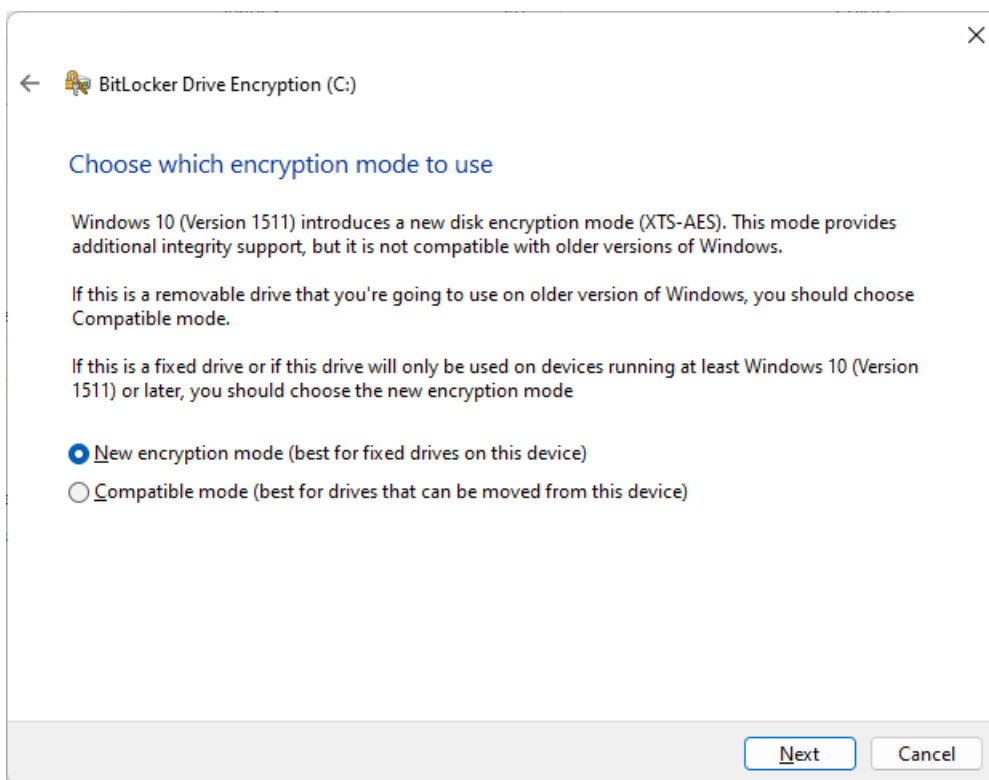 BitLocker Drive Encryption (C:)
Choose which encryption mode to use
Windows 10 (Version 1511) introduces a new disk encryption mode (XTS-AES). This mode provides
additional integrity support, but it is not compatible with older versions of Windows.
If this is a removable drive that you're going to use on older version of Windows, you should choose
Compatible mode.
If this is a fixed drive or if this drive will only be used on devices running at least Windows 10 (Version
1511) or later, you should choose the new encryption mode
New encryption mode (best for fixed drives on this device)
Compatible mode (best for drives that can be moved from this device)
Next Cancel